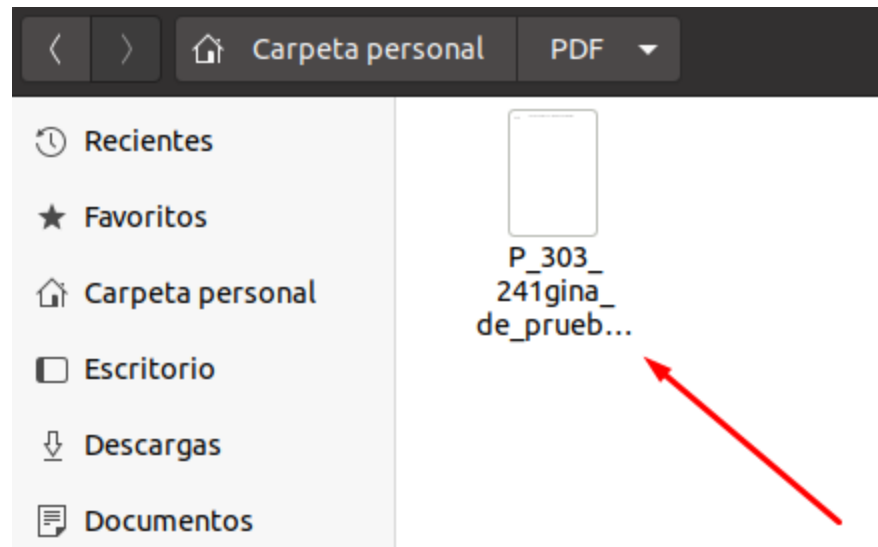 Carpeta personal PDF
Recientes
Favoritos
Carpeta personal
Escritorio
Descargas
Documentos
P_303_
241gina_
de_prueb...